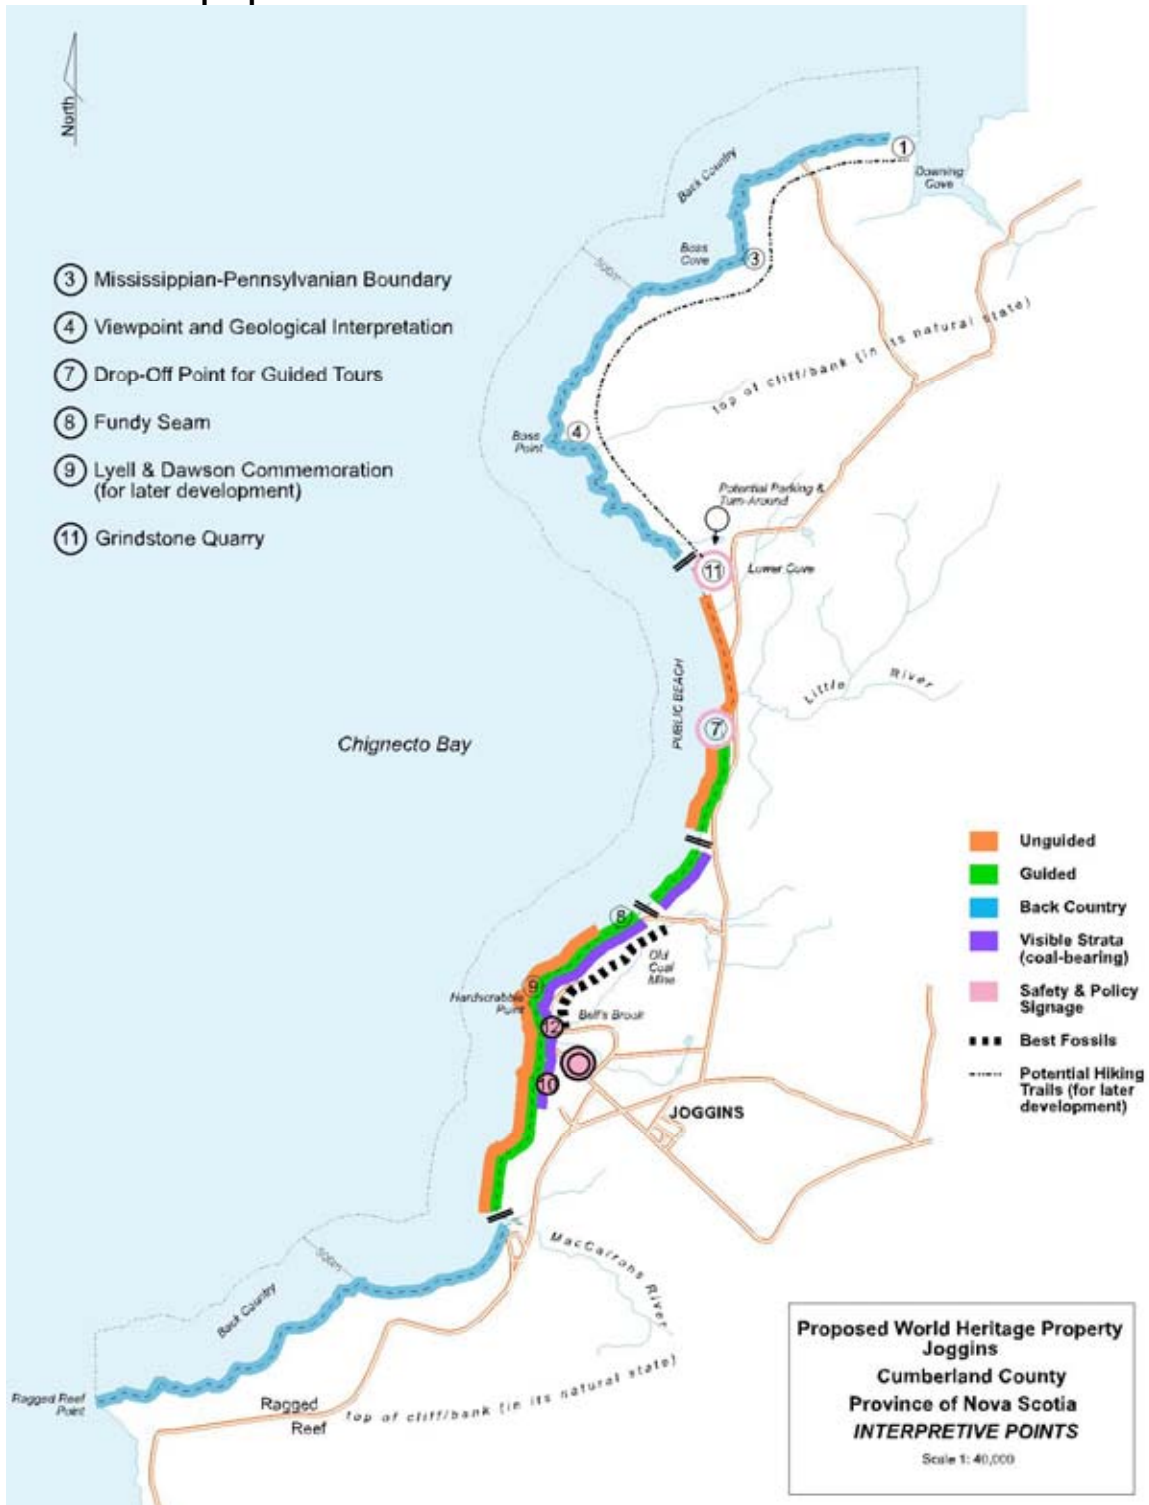 North
1
Downing
Cove
Back Country
Boss
Cove
3
500m
③ Mississippian-Pennsylvanian Boundary
④ Viewpoint and Geological Interpretation
⑦ Drop-Off Point for Guided Tours
⑧ Fundy Seam
⑨ Lyell & Dawson Commemoration
(for later development)
⑪ Grindstone Quarry
top of cliff/bank (in its natural state)
4
Boss
Point
Potential Parking &
Turn-Around
11
Lower Cove
PUBLIC BEACH
Little River
7
Chignecto Bay
Unguided
Guided
Back Country
Visible Strata
(coal-bearing)
Safety & Policy
Signage
Best Fossils
Potential Hiking
Trails (for later
development)
8
Old
Coal
Mine
9
Hardscrabble
Point
12
Bell's Brook
10
JOGGINS
MacCarrons River
500m
Back Country
Ragged Reef
Point
Ragged
Reef
top of cliff/bank (in its natural state)
Proposed World Heritage Property
Joggins
Cumberland County
Province of Nova Scotia
INTERPRETIVE POINTS
Scale 1: 40,000